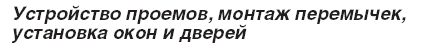 Устройство проемов, монтаж перемычек,
установка окон и дверей